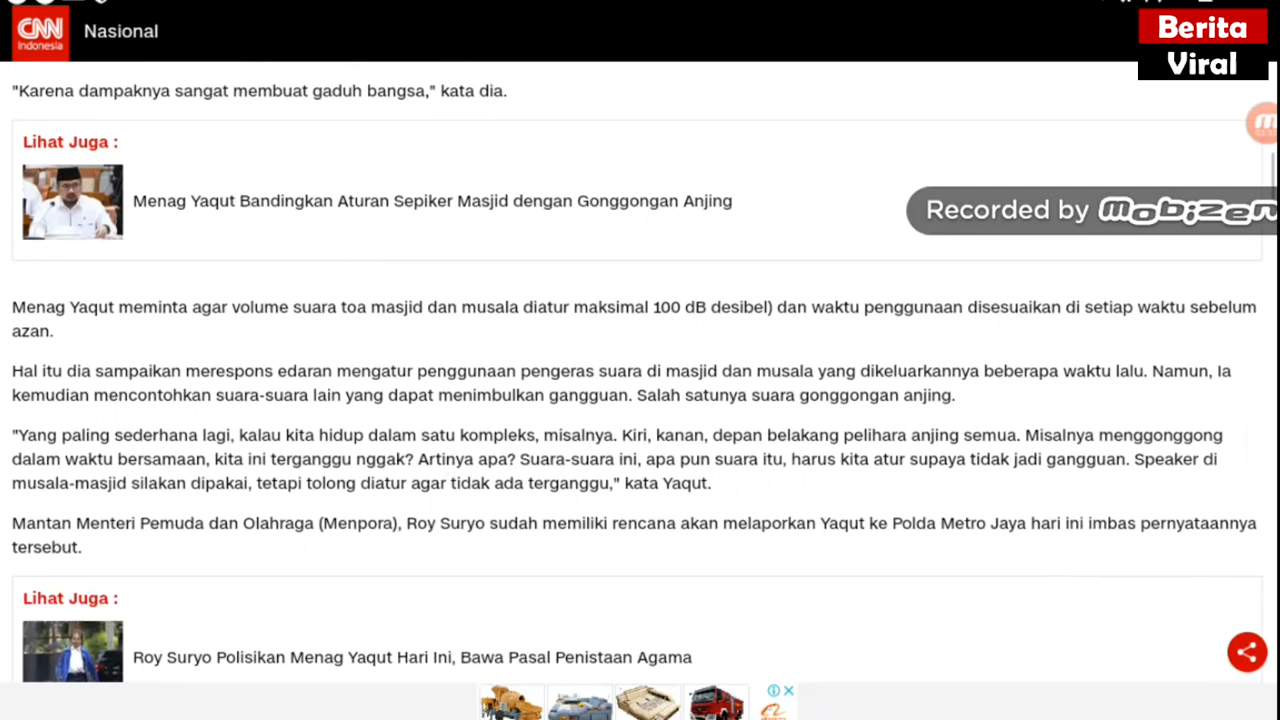 CNN
Indonesia
Nasional
Berita
Viral
"Karena dampaknya sangat membuat gaduh bangsa," kata dia.
Lihat Juga :
Menag Yaqut Bandingkan Aturan Sepiker Masjid dengan Gonggongan Anjing
Recorded by Mobizen
Menag Yaqut meminta agar volume suara toa masjid dan musala diatur maksimal 100 dB desibel) dan waktu penggunaan disesuaikan di setiap waktu sebelum
azan.
Hal itu dia sampaikan merespons edaran mengatur penggunaan pengeras suara di masjid dan musala yang dikeluarkannya beberapa waktu lalu. Namun, Ia
kemudian mencontohkan suara-suara lain yang dapat menimbulkan gangguan. Salah satunya suara gonggongan anjing.
"Yang paling sederhana lagi, kalau kita hidup dalam satu kompleks, misalnya. Kiri, kanan, depan belakang pelihara anjing semua. Misalnya menggonggong
dalam waktu bersamaan, kita ini terganggu nggak? Artinya apa? Suara-suara ini, apa pun suara itu, harus kita atur supaya tidak jadi gangguan. Speaker di
musala-masjid silakan dipakai, tetapi tolong diatur agar tidak ada terganggu," kata Yaqut.
Mantan Menteri Pemuda dan Olahraga (Menpora), Roy Suryo sudah memiliki rencana akan melaporkan Yaqut ke Polda Metro Jaya hari ini imbas pernyataannya
tersebut.
Lihat Juga :
Roy Suryo Polisikan Menag Yaqut Hari Ini, Bawa Pasal Penistaan Agama